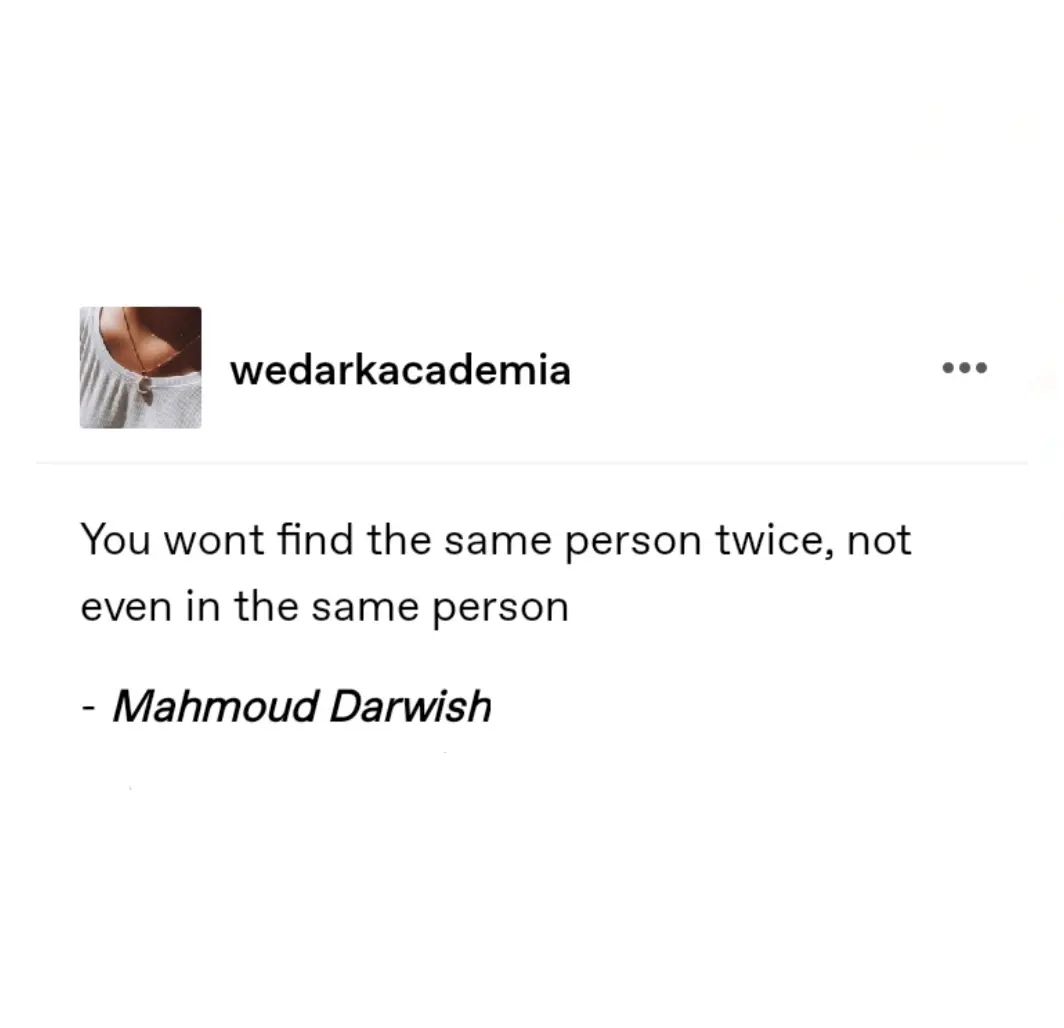 wedarkacademia
You wont find the same person twice, not
even in the same person
- Mahmoud Darwish